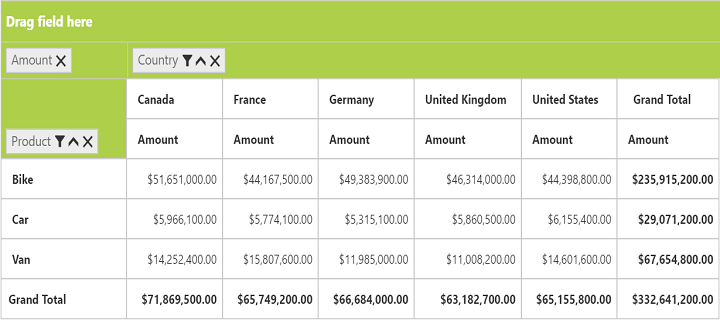 Drag field here
Amount
Country
Product
Canada France Germany United Kingdom United States Grand Total
Amount Amount Amount Amount Amount Amount
Bike $51,651,000.00 $44,167,500.00 $49,383,900.00 $46,314,000.00 $44,398,800.00 $235,915,200.00
Car $5,966,100.00 $5,774,100.00 $5,315,100.00 $5,860,500.00 $6,155,400.00 $29,071,200.00
Van $14,252,400.00 $15,807,600.00 $11,985,000.00 $11,008,200.00 $14,601,600.00 $67,654,800.00
Grand Total $71,869,500.00 $65,749,200.00 $66,684,000.00 $63,182,700.00 $65,155,800.00 $332,641,200.00